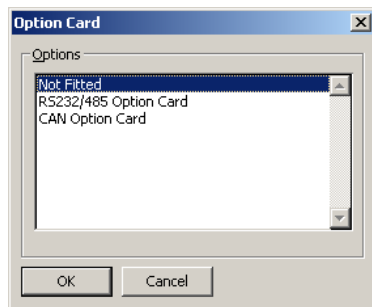 Option Card
Options
Not Fitted
RS232/485 Option Card
CAN Option Card
OK
Cancel